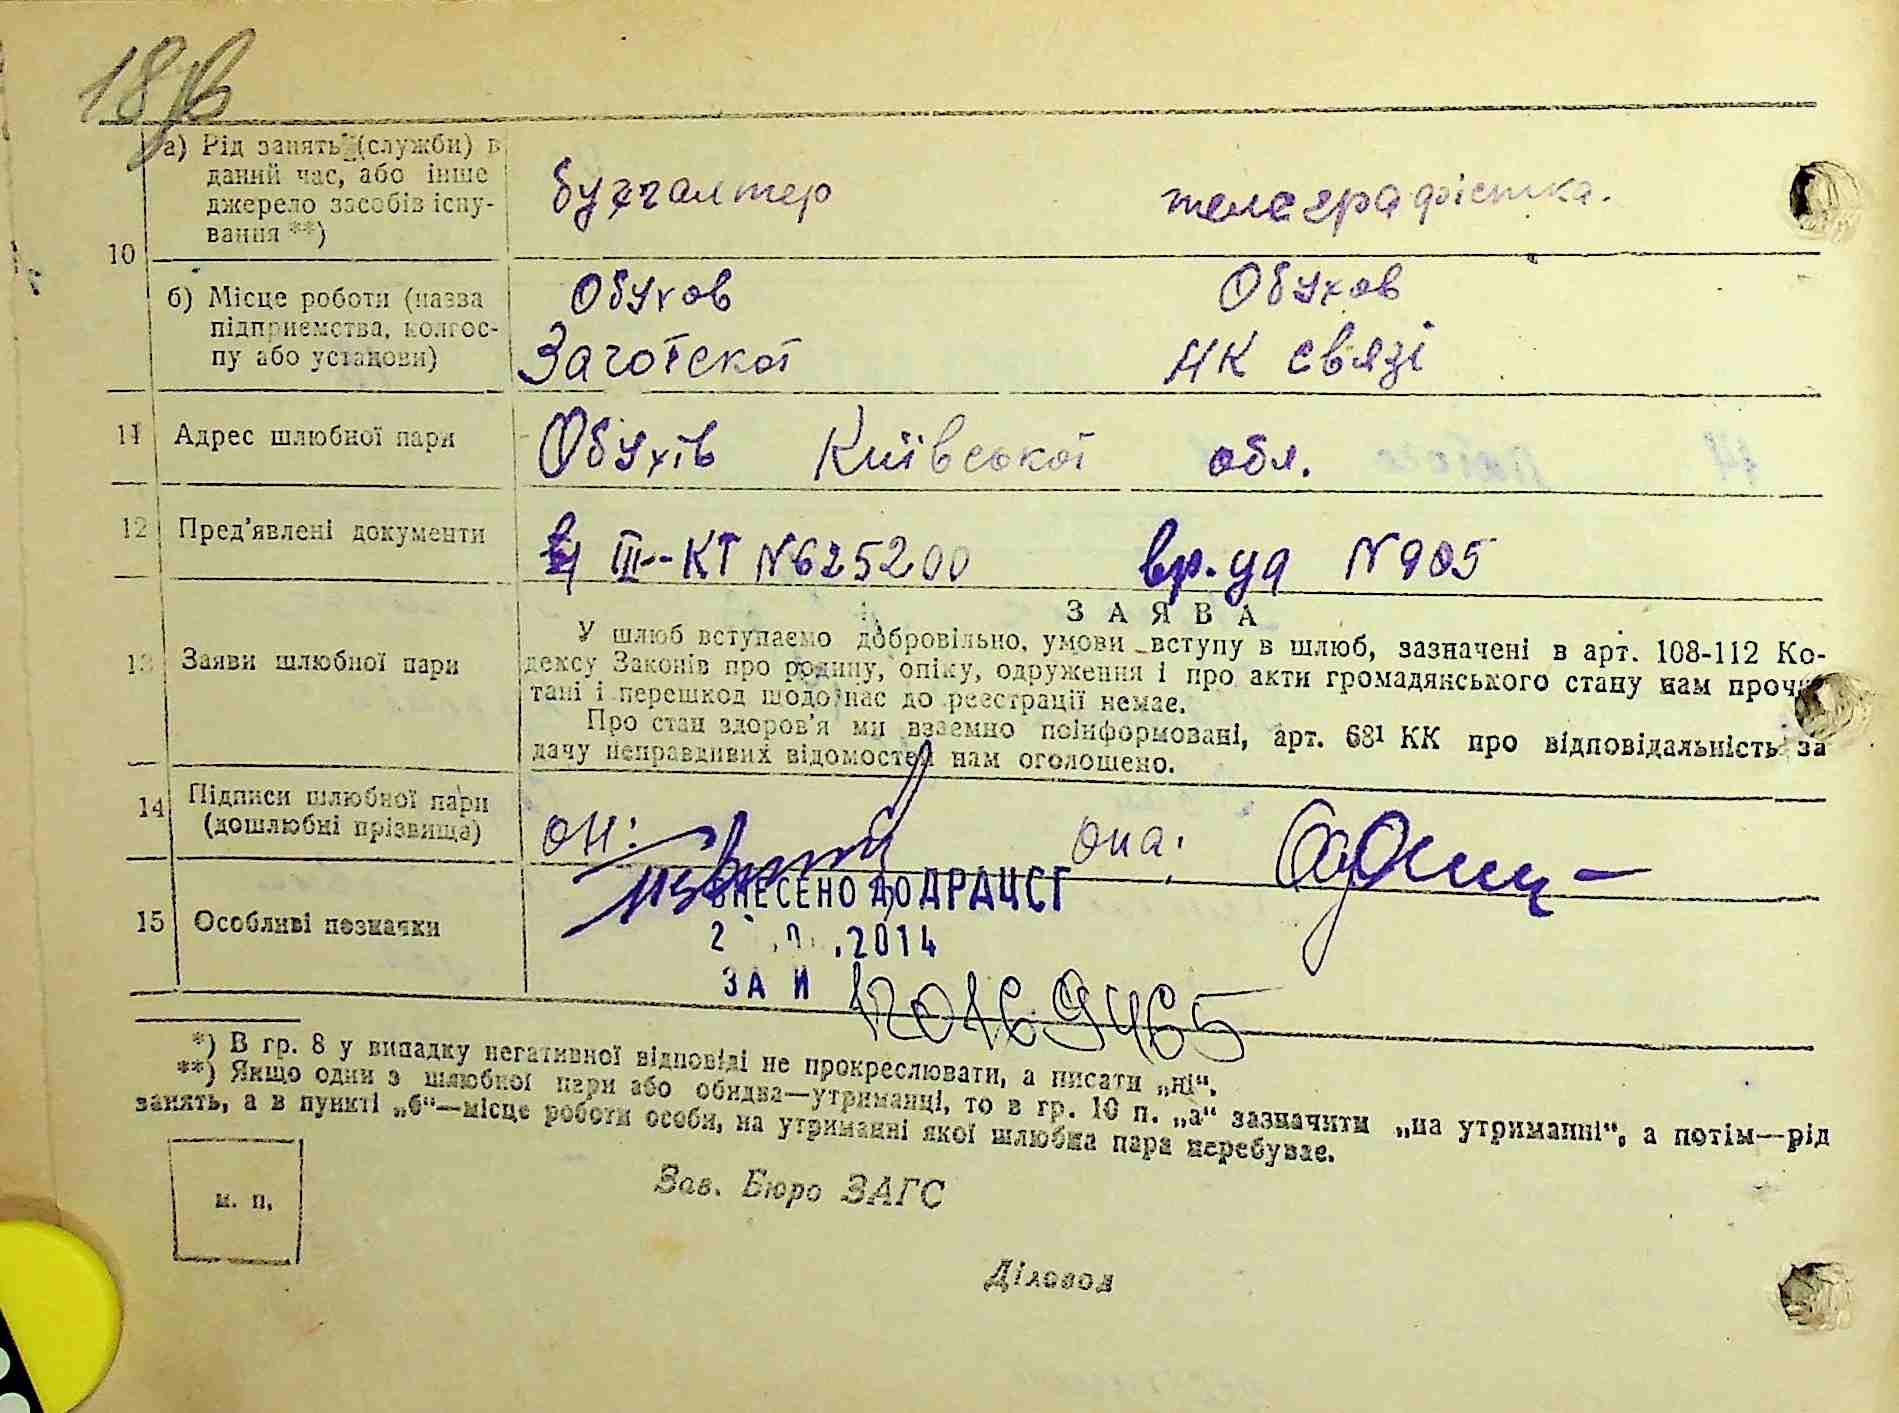 а) Рід занять (служби) в
даний час, або інше
джерело засобів існу-
вання **)
бухгалтер телеграфістка.
10
б) Місце роботи (назва
підприємства, колгос-
пу або установи)
Обухов Обухов
Заготскот НК связі
11 Адрес шлюбної пари Обухів Київської обл.
12 Пред'явлені документи III-КТ N625200 вр. уд N905
ЗАЯВА
13 Заяви шлюбної пари
У шлюб вступаємо добровільно, умови вступу в шлюб, зазначені в арт. 108-112 Ко-
дексу Законів про родину, опіку, одруження і про акти громадянського стану нам прочи-
тані і перешкод щодо нас до реєстрації немає.
Про стан здоров'я ми взаємно поінформовані, арт. 68¹ КК про відповідальність за
дачу неправдивих відомостей нам оголошено.
14 Підписи шлюбної пари
(дошлюбні прізвища)
он: она:
15 Особливі позначки
ВНЕСЕНО ДО ДРАЦСГ
.2014
ЗА N
*) В гр. 8 у випадку негативної відповіді не прокреслювати, а писати „ні“.
**) Якщо один з шлюбної пари або обидва—утриманці, то в гр. 10 п. „а“ зазначити „на утриманні“, а потім—рід
занять, а в пункті „б“—місце роботи особи, на утриманні якої шлюбна пара перебуває.
м. п.
Зав. Бюро ЗАГС
Діловод